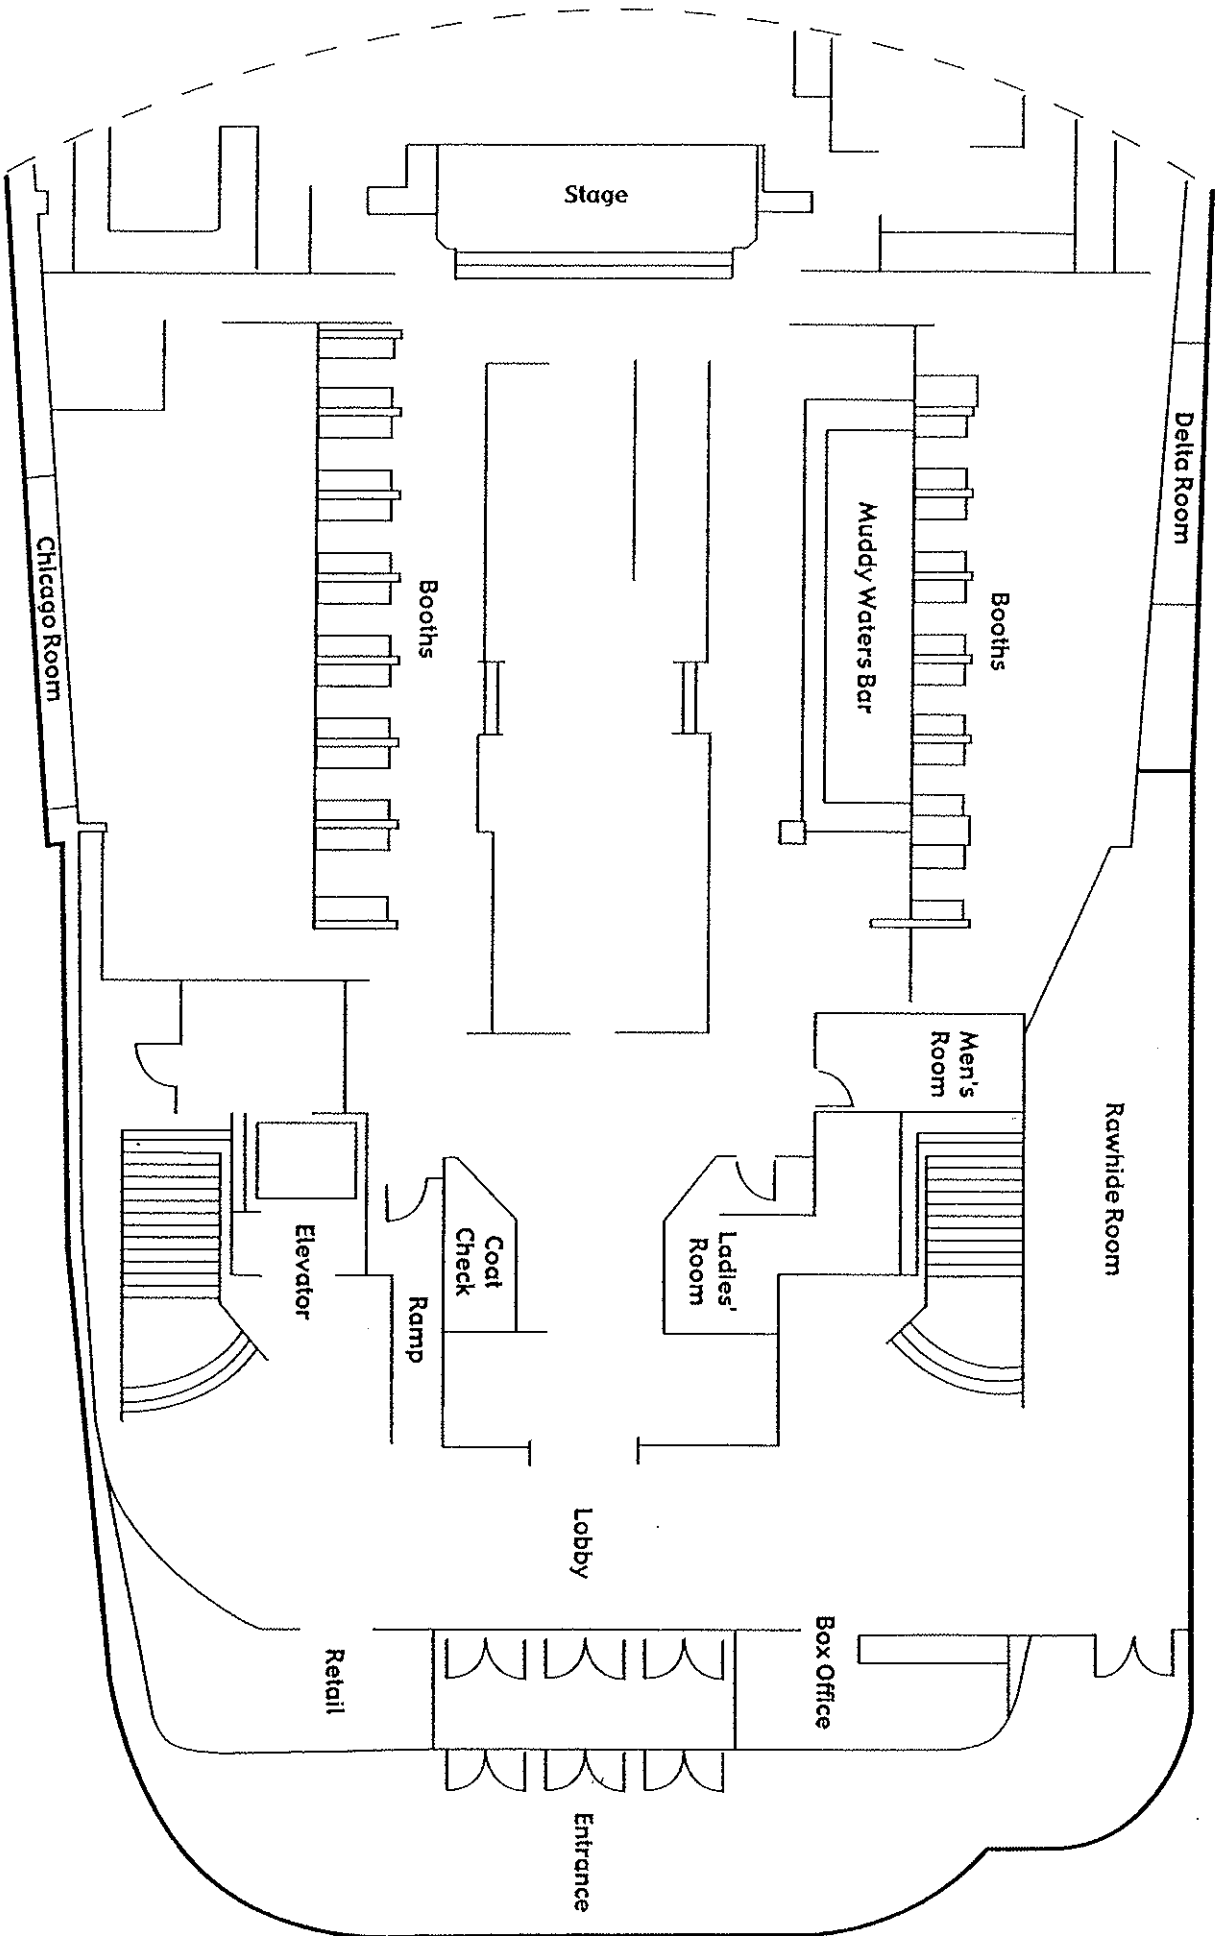 Stage
Delta Room
Muddy Waters Bar
Booths
Booths
Chicago Room
Men's
Room
Rawhide Room
Ladies'
Room
Coat
Check
Elevator
Ramp
Lobby
Box Office
Retail
Entrance